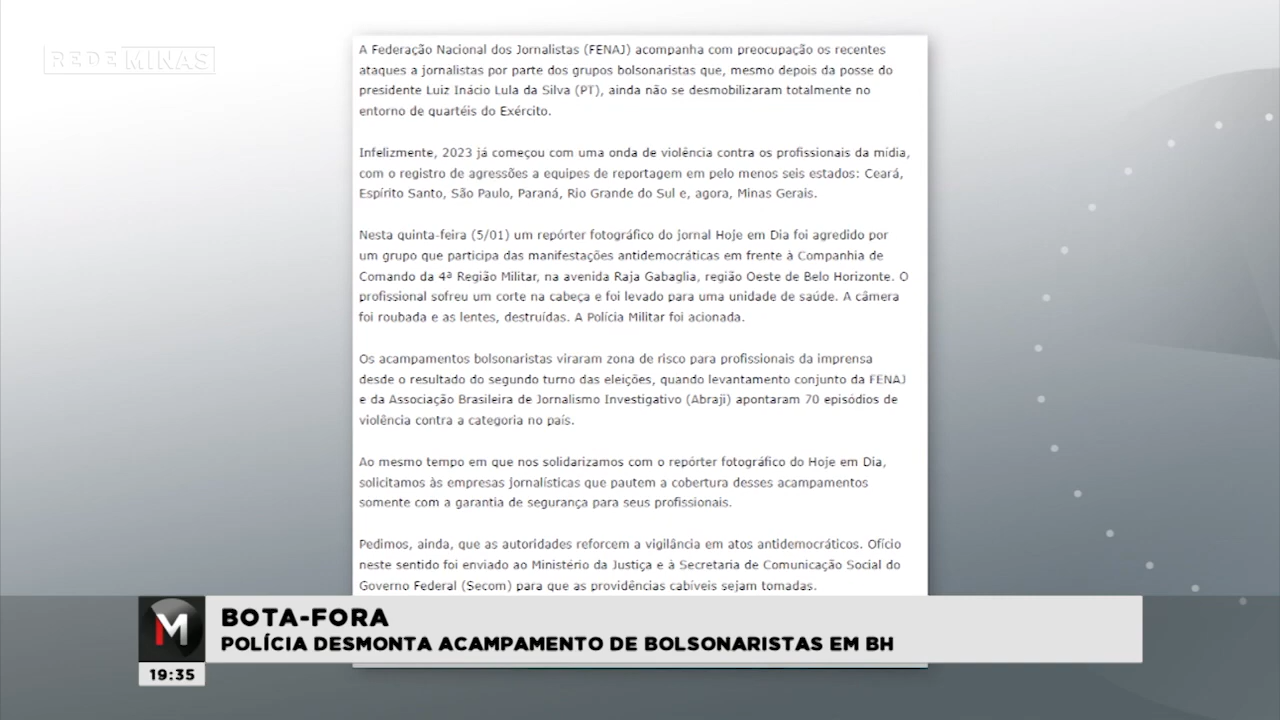 REDE MINAS
A Federação Nacional dos Jornalistas (FENAJ) acompanha com preocupação os recentes
ataques a jornalistas por parte dos grupos bolsonaristas que, mesmo depois da posse do
presidente Luiz Inácio Lula da Silva (PT), ainda não se desmobilizaram totalmente no
entorno de quartéis do Exército.
Infelizmente, 2023 já começou com uma onda de violência contra os profissionais da mídia,
com o registro de agressões a equipes de reportagem em pelo menos seis estados: Ceará,
Espírito Santo, São Paulo, Paraná, Rio Grande do Sul e, agora, Minas Gerais.
Nesta quinta-feira (5/01) um repórter fotográfico do jornal Hoje em Dia foi agredido por
um grupo que participa das manifestações antidemocráticas em frente à Companhia de
Comando da 4ª Região Militar, na avenida Raja Gabaglia, região Oeste de Belo Horizonte. O
profissional sofreu um corte na cabeça e foi levado para uma unidade de saúde. A câmera
foi roubada e as lentes, destruídas. A Polícia Militar foi acionada.
Os acampamentos bolsonaristas viraram zona de risco para profissionais da imprensa
desde o resultado do segundo turno das eleições, quando levantamento conjunto da FENAJ
e da Associação Brasileira de Jornalismo Investigativo (Abraji) apontaram 70 episódios de
violência contra a categoria no país.
Ao mesmo tempo em que nos solidarizamos com o repórter fotográfico do Hoje em Dia,
solicitamos às empresas jornalísticas que pautem a cobertura desses acampamentos
somente com a garantia de segurança para seus profissionais.
Pedimos, ainda, que as autoridades reforcem a vigilância em atos antidemocráticos. Ofício
neste sentido foi enviado ao Ministério da Justiça e à Secretaria de Comunicação Social do
Governo Federal (Secom) para que as providências cabíveis sejam tomadas.
M
BOTA-FORA
POLÍCIA DESMONTA ACAMPAMENTO DE BOLSONARISTAS EM BH
19:35